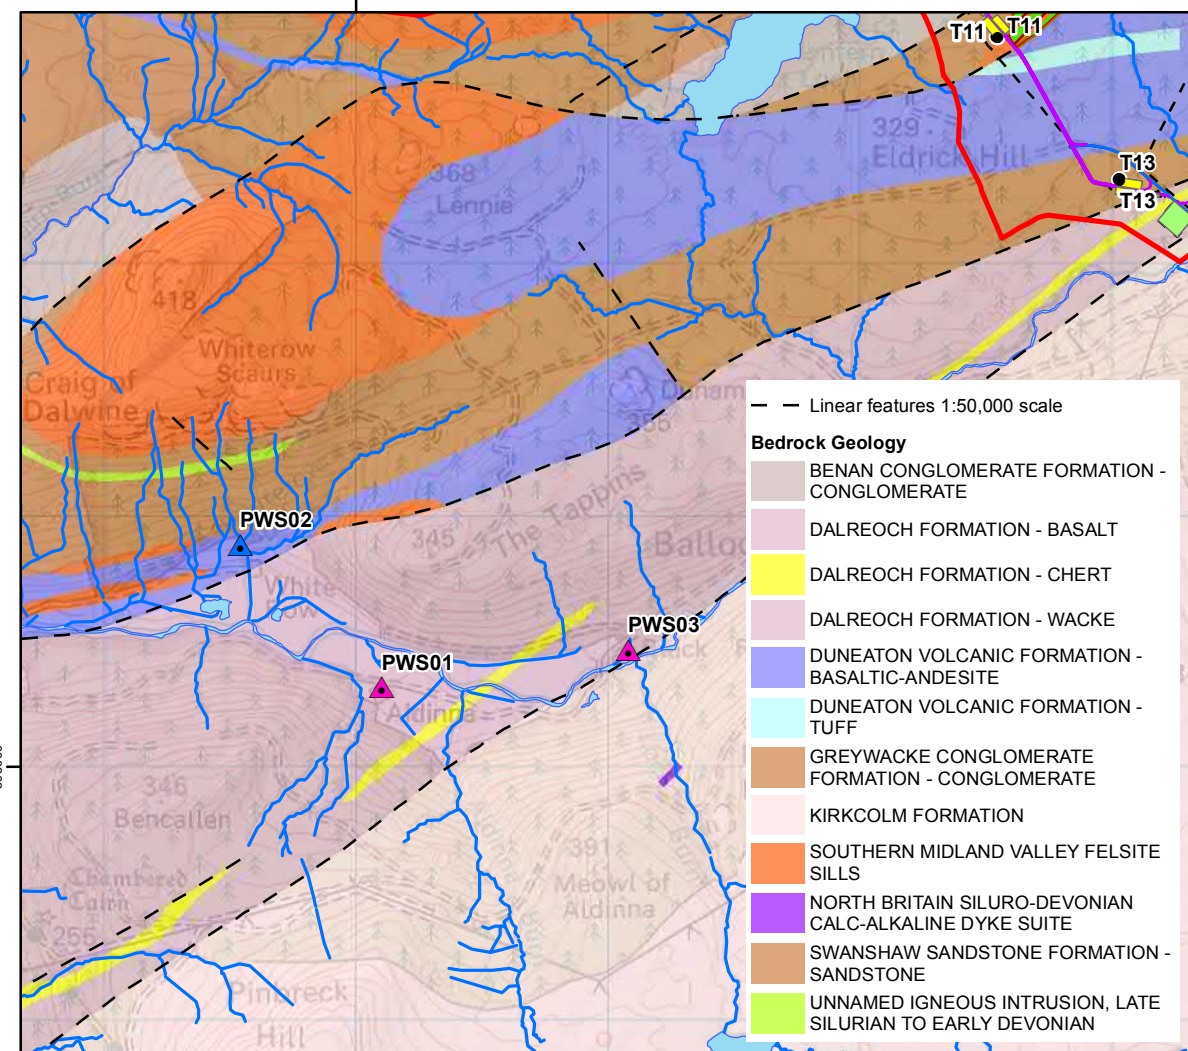 T11 T11
329
Eldrick Hill
T13
T13
368
Lennie
418
Whiterow
Scaurs
Craig of
Dalwine
Linear features 1:50,000 scale
Bedrock Geology
BENAN CONGLOMERATE FORMATION -
CONGLOMERATE
DALREOCH FORMATION - BASALT
DALREOCH FORMATION - CHERT
DALREOCH FORMATION - WACKE
DUNEATON VOLCANIC FORMATION -
BASALTIC-ANDESITE
DUNEATON VOLCANIC FORMATION -
TUFF
GREYWACKE CONGLOMERATE
FORMATION - CONGLOMERATE
KIRKCOLM FORMATION
SOUTHERN MIDLAND VALLEY FELSITE
SILLS
NORTH BRITAIN SILURO-DEVONIAN
CALC-ALKALINE DYKE SUITE
SWANSHAW SANDSTONE FORMATION -
SANDSTONE
UNNAMED IGNEOUS INTRUSION, LATE
SILURIAN TO EARLY DEVONIAN
PWS02
345
The Tappins
White
PWS03
PWS01
Aldinna
346
Bencallen
391
Meowl of
Aldinna
Chambered
Cairn
Pinbreck
Hill